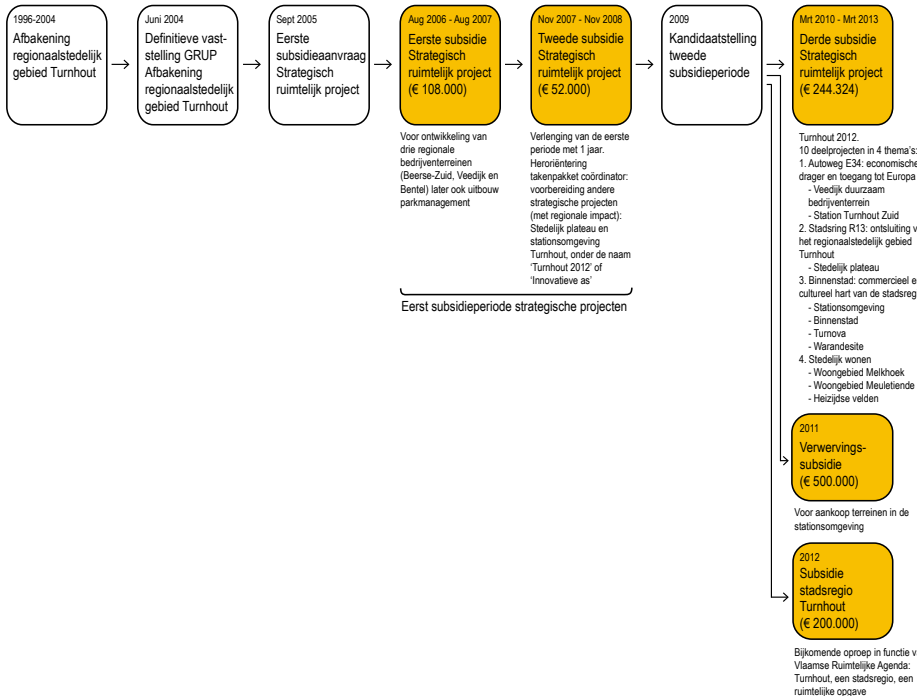 1996-2004
Afbakening
regionaalstedelijk
gebied Turnhout
Juni 2004
Definitieve vast-
stelling GRUP
Afbakening
regionaalstedelijk
gebied Turnhout
Sept 2005
Eerste
subsidieaanvraag
Strategisch
ruimtelijk project
Aug 2006 - Aug 2007
Eerste subsidie
Strategisch
ruimtelijk project
(€ 108.000)
Voor ontwikkeling van
drie regionale
bedrijventerreinen
(Beerse-Zuid, Veedijk en
Bentel) later ook uitbouw
parkmanagement
Nov 2007 - Nov 2008
Tweede subsidie
Strategisch
ruimtelijk project
(€ 52.000)
Verlenging van de eerste
periode met 1 jaar.
Heroriëntering
takenpakket coördinator:
voorbereiding andere
strategische projecten
(met regionale impact):
Stedelijk plateau en
stationsomgeving
Turnhout, onder de naam
‘Turnhout 2012’ of
‘Innovatieve as’
Eerst subsidieperiode strategische projecten
2009
Kandidaatstelling
tweede
subsidieperiode
Mrt 2010 - Mrt 2013
Derde subsidie
Strategisch
ruimtelijk project
(€ 244.324)
Turnhout 2012.
10 deelprojecten in 4 thema’s:
1. Autoweg E34: economische
drager en toegang tot Europa
- Veedijk duurzaam
bedrijventerrein
- Station Turnhout Zuid
2. Stadsring R13: ontsluiting v
het regionaalstedelijk gebied
Turnhout
- Stedelijk plateau
3. Binnenstad: commercieel e
cultureel hart van de stadsreg
- Stationsomgeving
- Binnenstad
- Turnova
- Warandesite
4. Stedelijk wonen
- Woongebied Melkhoek
- Woongebied Meuletiende
- Heizijdse velden
2011
Verwervings-
subsidie
(€ 500.000)
Voor aankoop terreinen in de
stationsomgeving
2012
Subsidie
stadsregio
Turnhout
(€ 200.000)
Bijkomende oproep in functie v
Vlaamse Ruimtelijke Agenda:
Turnhout, een stadsregio, een
ruimtelijke opgave